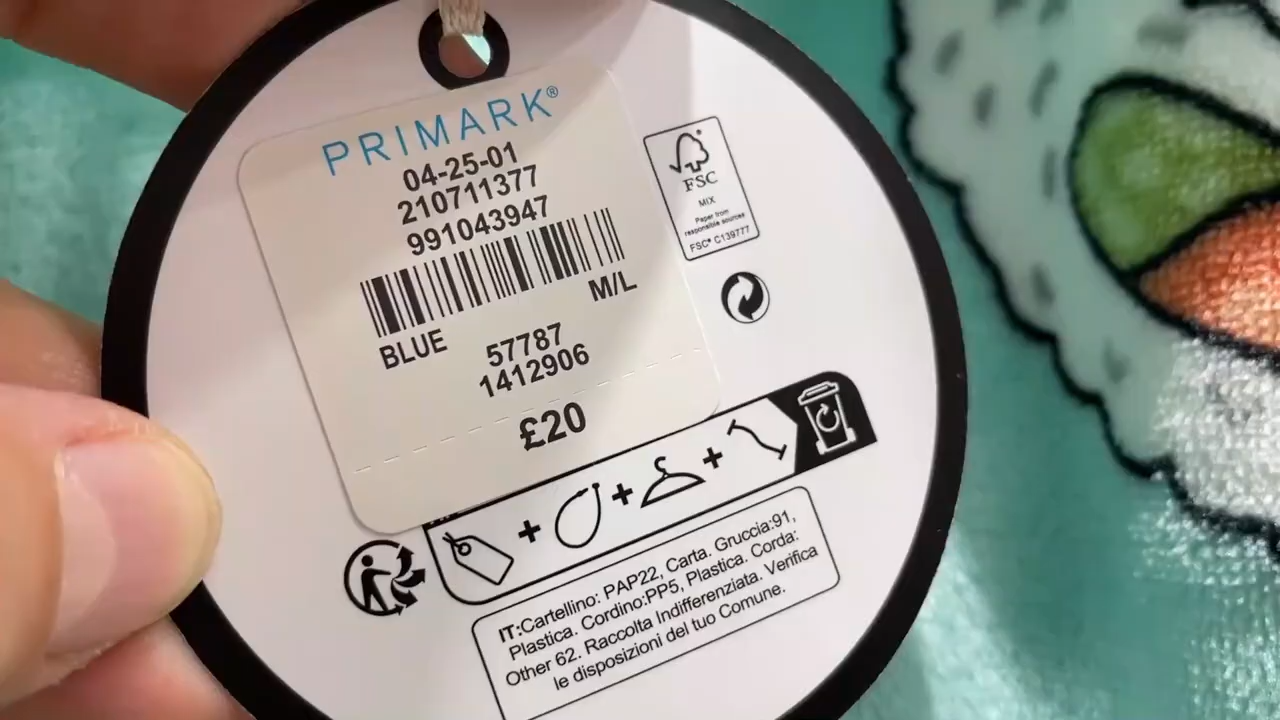 PRIMARK®
04-25-01
210711377
991043947
BLUE
M/L
57787
1412906
£20
FSC
MIX
Paper from
responsible sources
FSC® C139777
IT:Cartellino: PAP22, Carta. Gruccia:91,
Plastica. Cordino:PP5, Plastica. Corda:
Other 62. Raccolta Indifferenziata. Verifica
le disposizioni del tuo Comune.